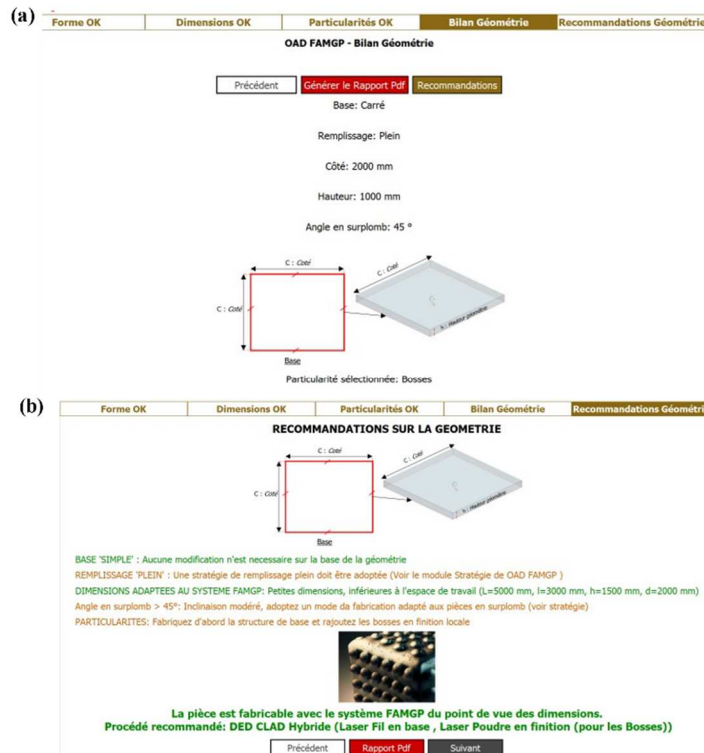 (a)
Forme OK Dimensions OK Particularités OK Bilan Géométrie Recommandations Géométrie
OAD FAMGP - Bilan Géométrie
Précédent Générer le Rapport Pdf Recommandations
Base: Carré
Remplissage: Plein
Côté: 2000 mm
Hauteur: 1000 mm
Angle en surplomb: 45 °
C : Coté
C : Coté
C : Coté
h : Hauteur géométrie
Base
Particularité sélectionnée: Bosses
(b)
Forme OK Dimensions OK Particularités OK Bilan Géométrie Recommandations Géométri
RECOMMANDATIONS SUR LA GEOMETRIE
C : Coté
C : Coté
C : Coté
h : Hauteur géométrie
Base
BASE 'SIMPLE' : Aucune modification n'est necessaire sur la base de la géométrie
REMPLISSAGE 'PLEIN' : Une stratégie de remplissage plein doit être adoptée (Voir le module Stratégie de OAD FAMGP )
DIMENSIONS ADAPTEES AU SYSTEME FAMGP: Petites dimensions, inférieures à l'espace de travail (L=5000 mm, l=3000 mm, h=1500 mm, d=2000 mm)
Angle en surplomb > 45°: Inclinaison modéré, adoptez un mode da fabrication adapté aux pièces en surplomb (voir stratégie)
PARTICULARITES: Fabriquez d'abord la structure de base et rajoutez les bosses en finition locale
La pièce est fabricable avec le système FAMGP du point de vue des dimensions.
Procédé recommandé: DED CLAD Hybride (Laser Fil en base , Laser Poudre en finition (pour les Bosses))
Précédent Rapport Pdf Suivant